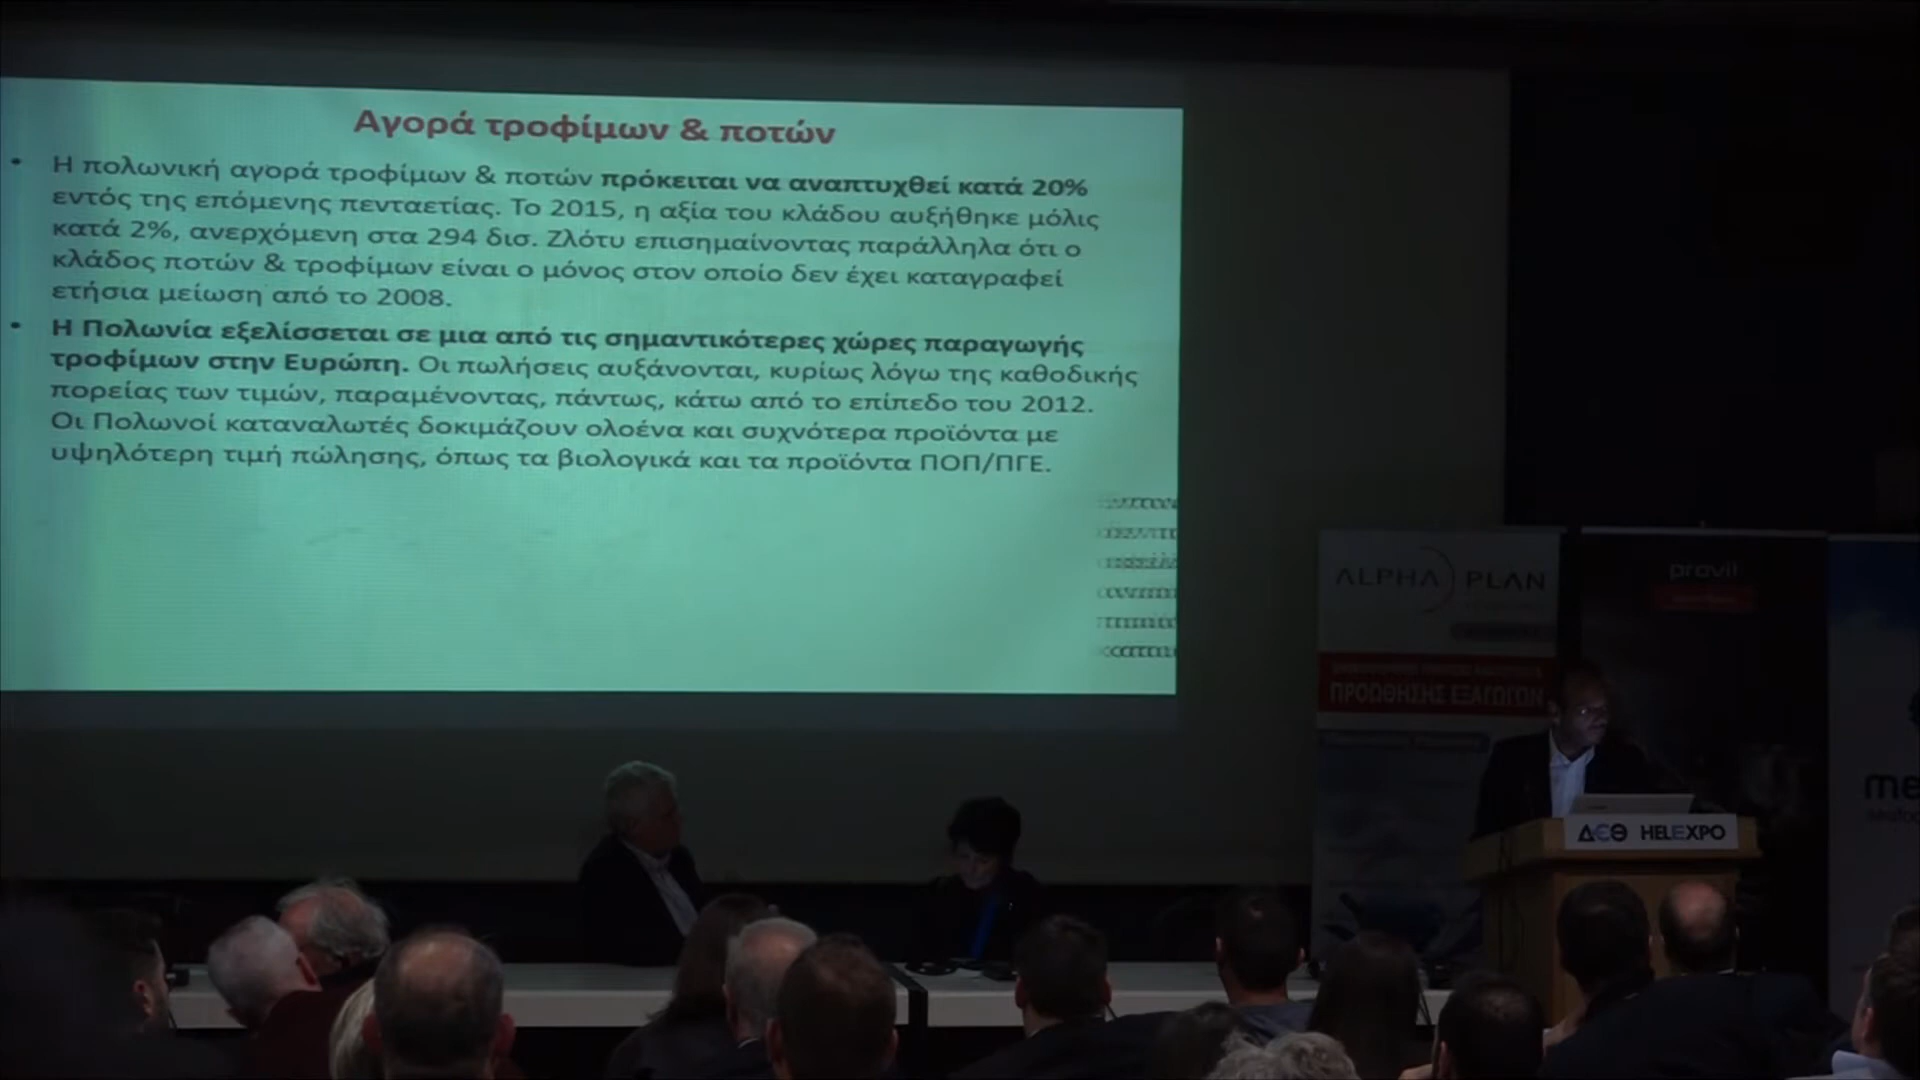 Αγορά τροφίμων & ποτών
• Η πολωνική αγορά τροφίμων & ποτών πρόκειται να αναπτυχθεί κατά 20%
εντός της επόμενης πενταετίας. Το 2015, η αξία του κλάδου αυξήθηκε μόλις
κατά 2%, ανερχόμενη στα 294 δισ. Ζλότυ επισημαίνοντας παράλληλα ότι ο
κλάδος ποτών & τροφίμων είναι ο μόνος στον οποίο δεν έχει καταγραφεί
ετήσια μείωση από το 2008.
• Η Πολωνία εξελίσσεται σε μια από τις σημαντικότερες χώρες παραγωγής
τροφίμων στην Ευρώπη. Οι πωλήσεις αυξάνονται, κυρίως λόγω της καθοδικής
πορείας των τιμών, παραμένοντας, πάντως, κάτω από το επίπεδο του 2012.
Οι Πολωνοί καταναλωτές δοκιμάζουν ολοένα και συχνότερα προϊόντα με
υψηλότερη τιμή πώλησης, όπως τα βιολογικά και τα προϊόντα ΠΟΠ/ΠΓΕ.
ALPHA PLAN
provil
ΠΡΟΩΘΗΣΗΣ ΕΞΑΓΩΓΩΝ
me
ΔΕΘ HELEXPO